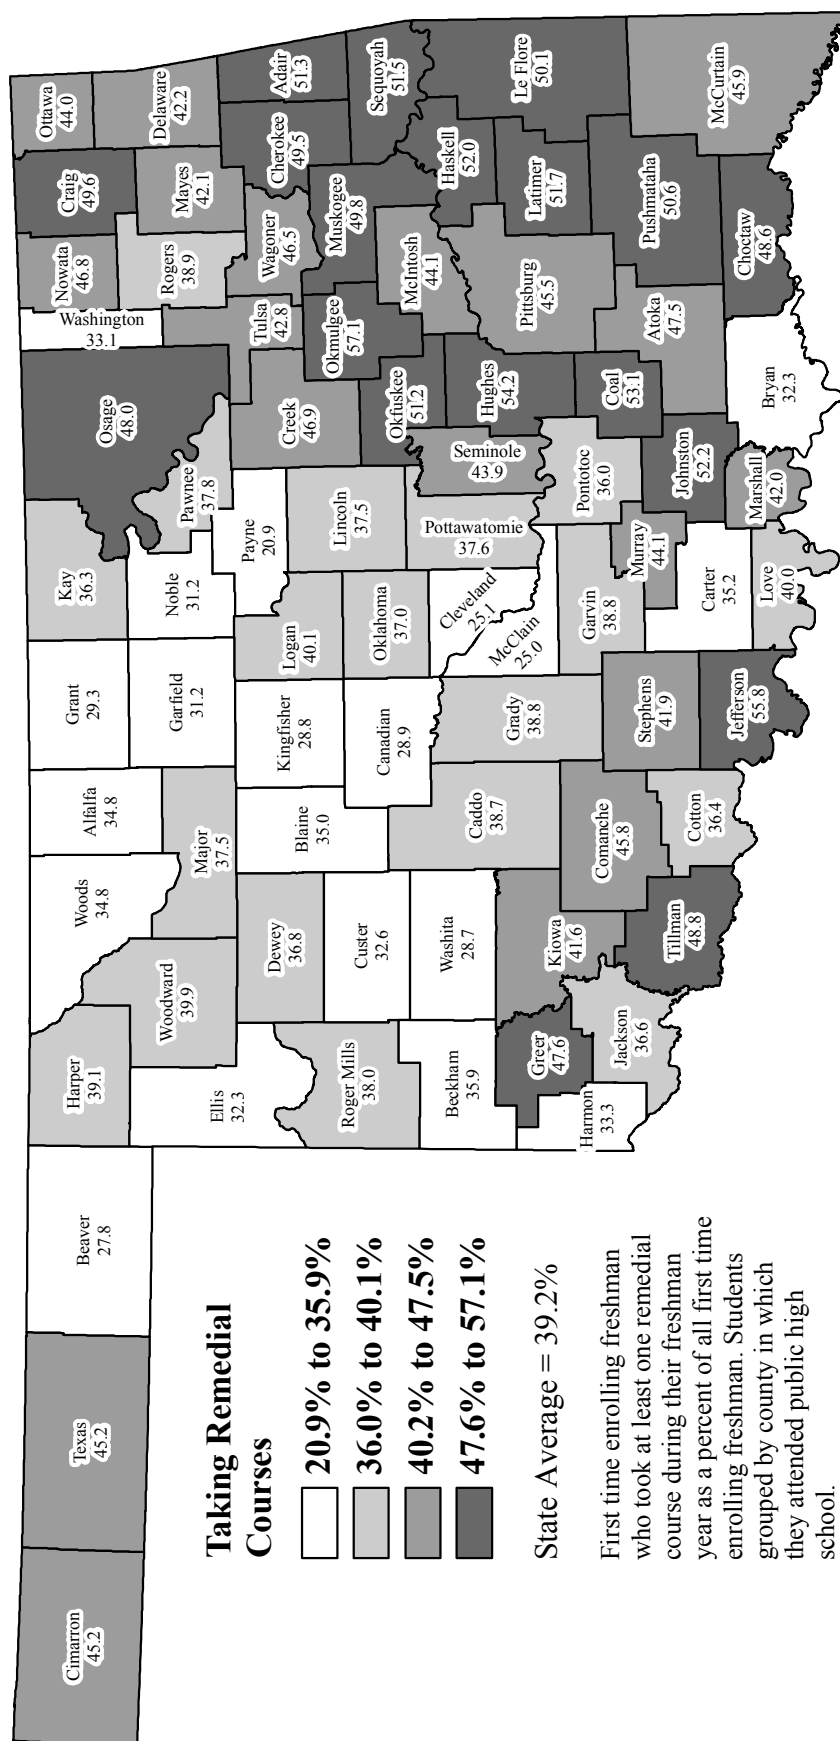 Cimarron
45.2
Texas
45.2
Beaver
27.8
Harper
39.1
Woods
34.8
Alfalfa
34.8
Grant
29.3
Kay
36.3
Osage
48.0
Washington
33.1
Nowata
46.8
Craig
49.6
Ottawa
44.0
Ellis
32.3
Woodward
39.9
Major
37.5
Garfield
31.2
Noble
31.2
Pawnee
37.8
Rogers
38.9
Mayes
42.1
Delaware
42.2
Roger Mills
38.0
Dewey
36.8
Blaine
35.0
Kingfisher
28.8
Logan
40.1
Payne
20.9
Creek
46.9
Tulsa
42.8
Wagoner
46.5
Cherokee
49.5
Adair
51.3
Beckham
35.9
Custer
32.6
Canadian
28.9
Oklahoma
37.0
Lincoln
37.5
Okfuskee
51.2
Okmulgee
57.1
Muskogee
49.8
Sequoyah
51.5
Washita
28.7
Caddo
38.7
Grady
38.8
Cleveland
25.1
McClain
25.0
Pottawatomie
37.6
Seminole
43.9
Hughes
54.2
McIntosh
44.1
Haskell
52.0
Le Flore
50.1
Harmon
33.3
Greer
47.6
Kiowa
41.6
Comanche
45.8
Stephens
41.9
Garvin
38.8
Murray
44.1
Pontotoc
36.0
Coal
53.1
Pittsburg
45.5
Latimer
51.7
Jackson
36.6
Tillman
48.8
Cotton
36.4
Jefferson
55.8
Carter
35.2
Johnston
52.2
Atoka
47.5
Pushmataha
50.6
McCurtain
45.9
Love
40.0
Marshall
42.0
Bryan
32.3
Choctaw
48.6
Taking Remedial
Courses
20.9% to 35.9%
36.0% to 40.1%
40.2% to 47.5%
47.6% to 57.1%
State Average = 39.2%
First time enrolling freshman
who took at least one remedial
course during their freshman
year as a percent of all first time
enrolling freshman. Students
grouped by county in which
they attended public high
school.